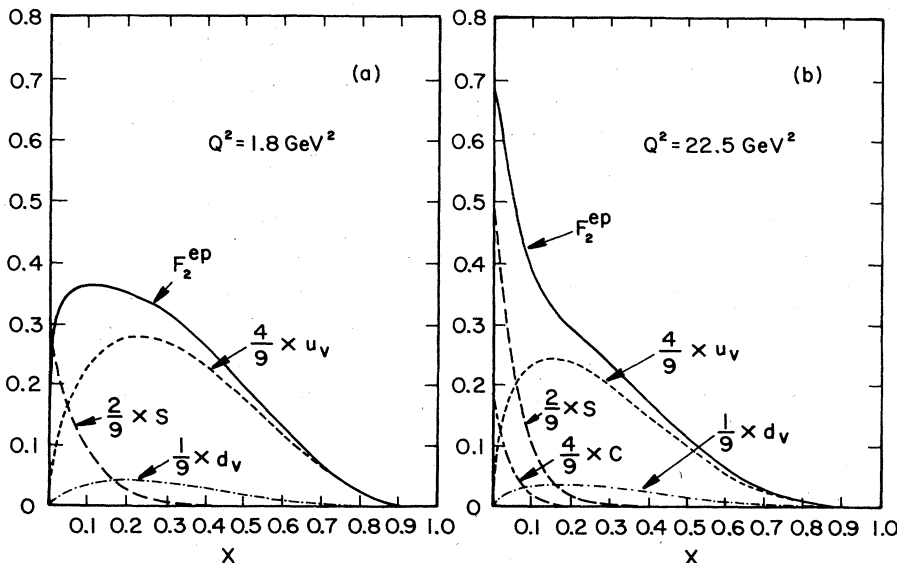 0.8
0.7
0.6
0.5
0.4
0.3
0.2
0.1
0
(a)
Q² = 1.8 GeV²
F₂ᵉᵖ
4/9 × u_v
2/9 × S
1/9 × d_v
0.1 0.2 0.3 0.4 0.5 0.6 0.7 0.8 0.9 1.0
X
0.8
0.7
0.6
0.5
0.4
0.3
0.2
0.1
0
(b)
Q² = 22.5 GeV²
F₂ᵉᵖ
4/9 × u_v
2/9 × S
4/9 × C
1/9 × d_v
0.1 0.2 0.3 0.4 0.5 0.6 0.7 0.8 0.9 1.0
X